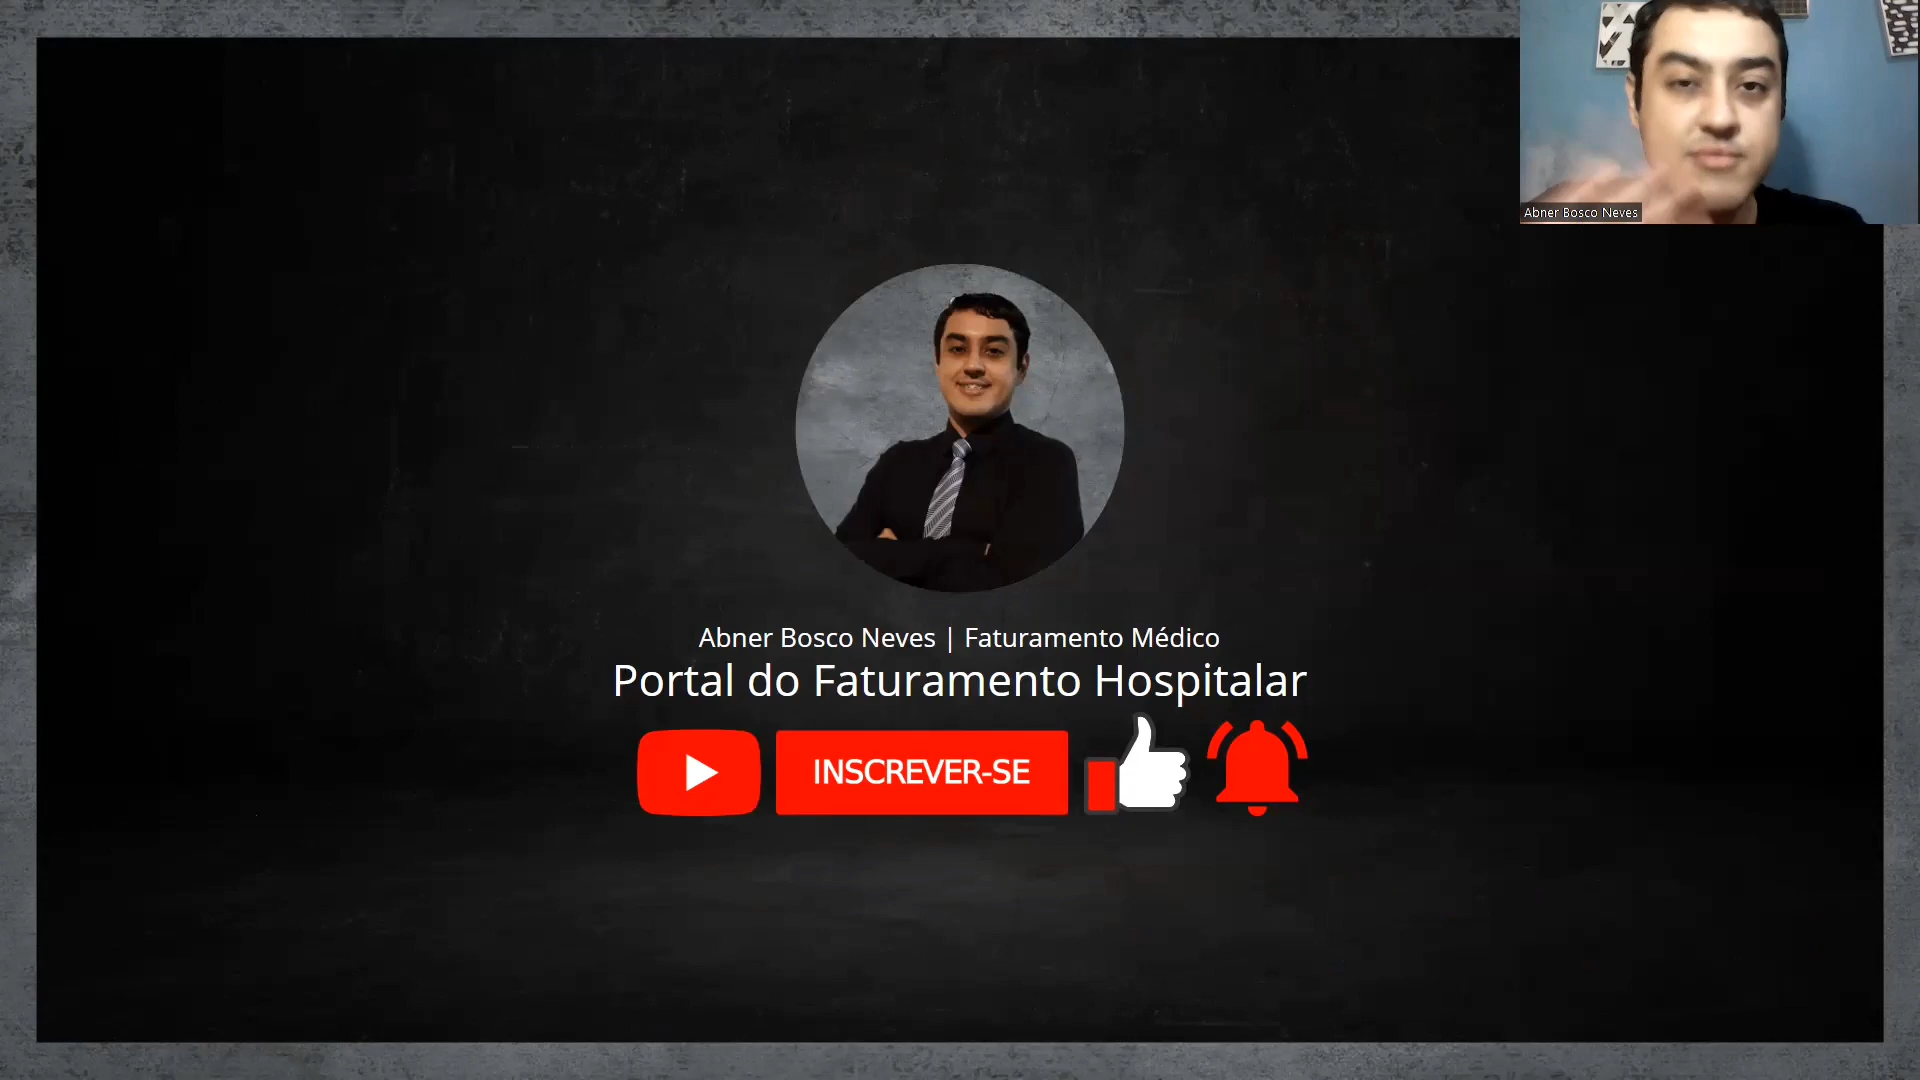 Abner Bosco Neves
Abner Bosco Neves | Faturamento Médico
Portal do Faturamento Hospitalar
INSCREVER-SE